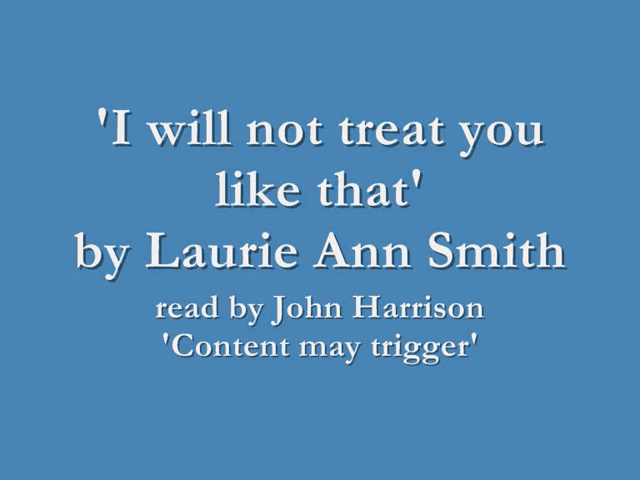 'I will not treat you
like that'
by Laurie Ann Smith
read by John Harrison
'Content may trigger'